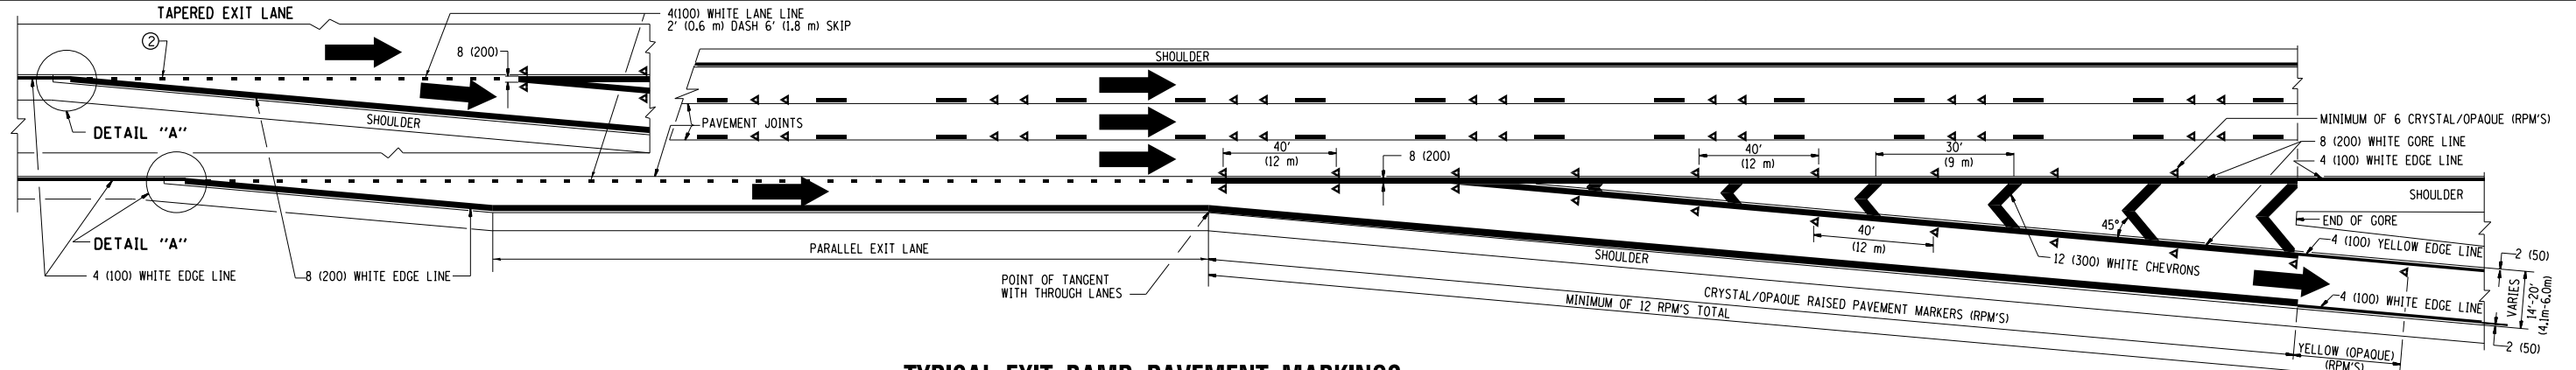 TAPERED EXIT LANE
4(100) WHITE LANE LINE
2' (0.6 m) DASH 6' (1.8 m) SKIP
2
8 (200)
SHOULDER
DETAIL "A"
SHOULDER
PAVEMENT JOINTS
40'
(12 m)
8 (200)
40'
(12 m)
30'
(9 m)
MINIMUM OF 6 CRYSTAL/OPAQUE (RPM'S)
8 (200) WHITE GORE LINE
4 (100) WHITE EDGE LINE
SHOULDER
45°
END OF GORE
4 (100) YELLOW EDGE LINE
2 (50)
DETAIL "A"
4 (100) WHITE EDGE LINE
8 (200) WHITE EDGE LINE
PARALLEL EXIT LANE
POINT OF TANGENT
WITH THROUGH LANES
SHOULDER
40'
(12 m)
12 (300) WHITE CHEVRONS
CRYSTAL/OPAQUE RAISED PAVEMENT MARKERS (RPM'S)
MINIMUM OF 12 RPM'S TOTAL
4 (100) WHITE EDGE LINE
VARIES
14'-20'
(4.1m-6.0m)
2 (50)
YELLOW (OPAQUE)
(RPM'S)
TYPICAL EXIT RAMP PAVEMENT MARKINGS